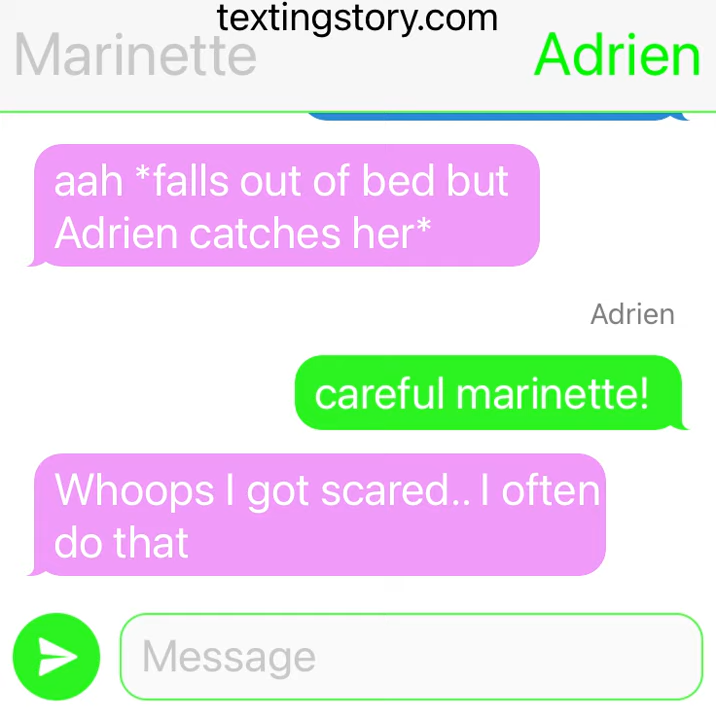 textingstory.com
Marinette
Adrien
aah *falls out of bed but
Adrien catches her*
Adrien
careful marinette!
Whoops I got scared.. I often
do that
Message